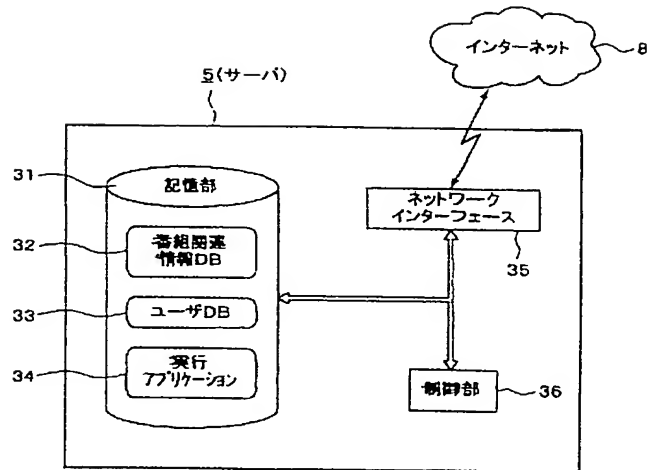 インターネット
8
5(サーバ)
31
記憶部
ネットワーク
インターフェース
35
32
番組関連
情報DB
33
ユーザDB
34
実行
アプリケーション
制御部
36